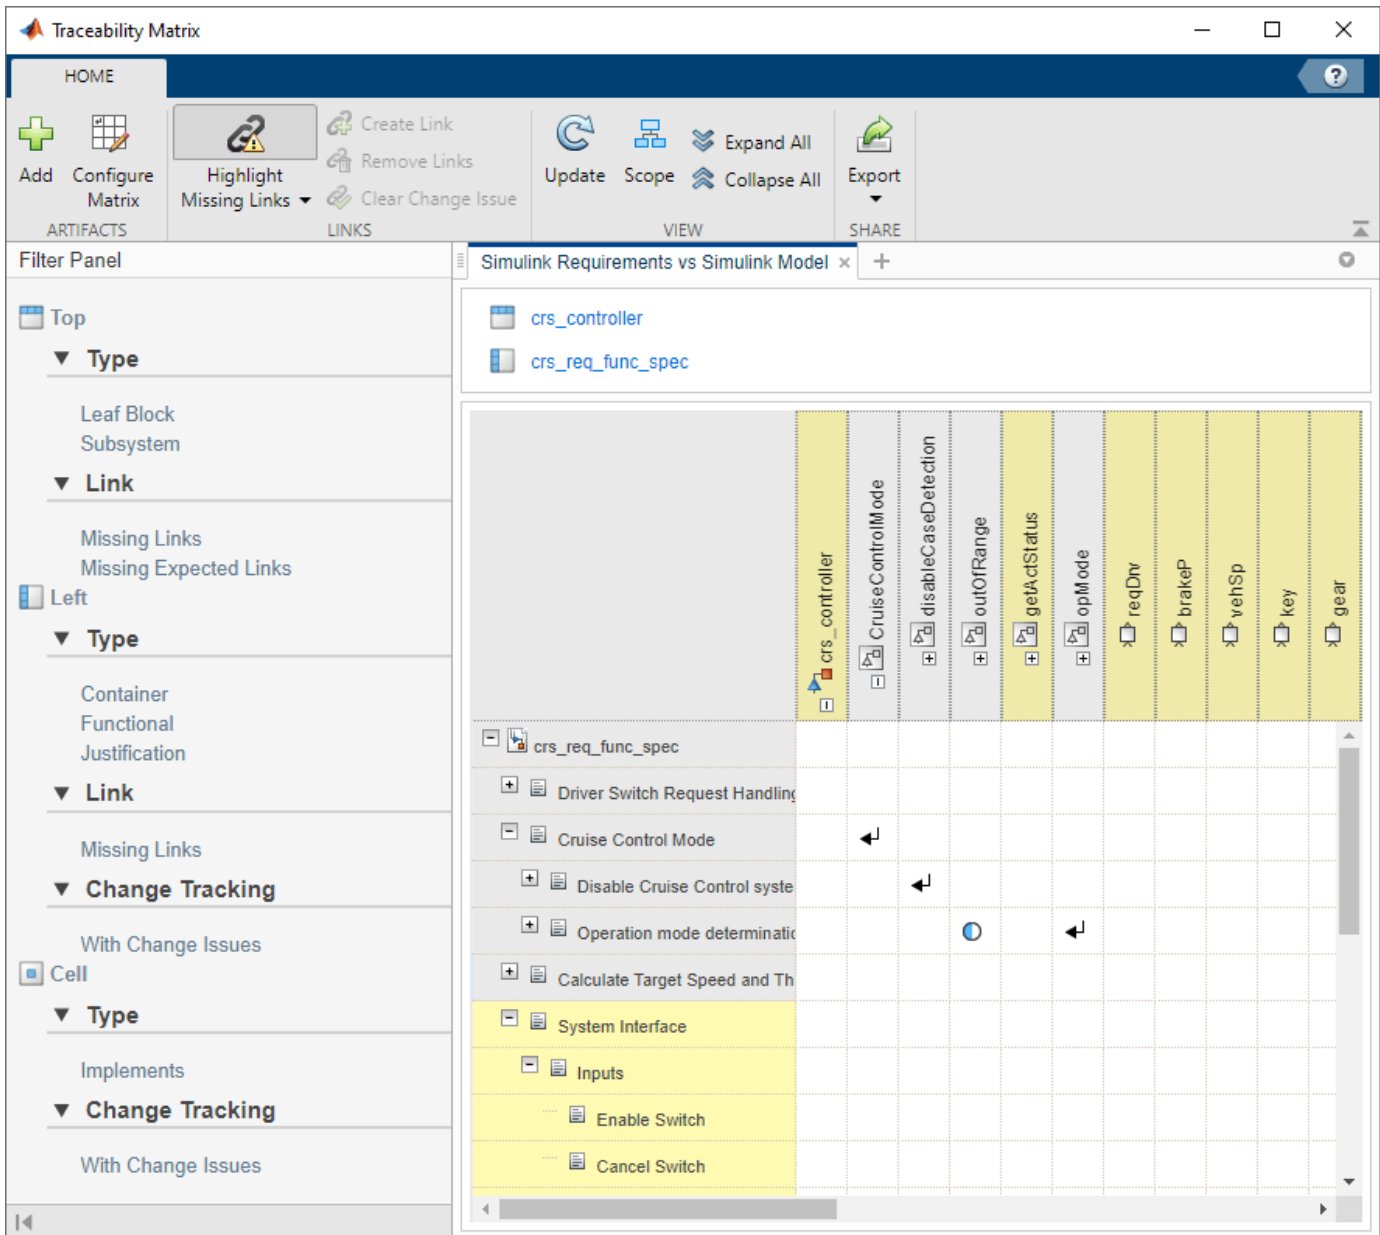 Traceability Matrix
HOME
Add
Configure
Matrix
ARTIFACTS
Highlight
Missing Links
Create Link
Remove Links
Clear Change Issue
LINKS
Update
Scope
Expand All
Collapse All
VIEW
Export
SHARE
Filter Panel
Top
Type
Leaf Block
Subsystem
Link
Missing Links
Missing Expected Links
Left
Type
Container
Functional
Justification
Link
Missing Links
Change Tracking
With Change Issues
Cell
Type
Implements
Change Tracking
With Change Issues
Simulink Requirements vs Simulink Model
crs_controller
crs_req_func_spec
crs_controller
CruiseControlMode
disableCaseDetection
outOfRange
getActStatus
opMode
reqDrv
brakeP
vehSp
key
gear
crs_req_func_spec
Driver Switch Request Handling
Cruise Control Mode
Disable Cruise Control syste
Operation mode determinatic
Calculate Target Speed and Th
System Interface
Inputs
Enable Switch
Cancel Switch